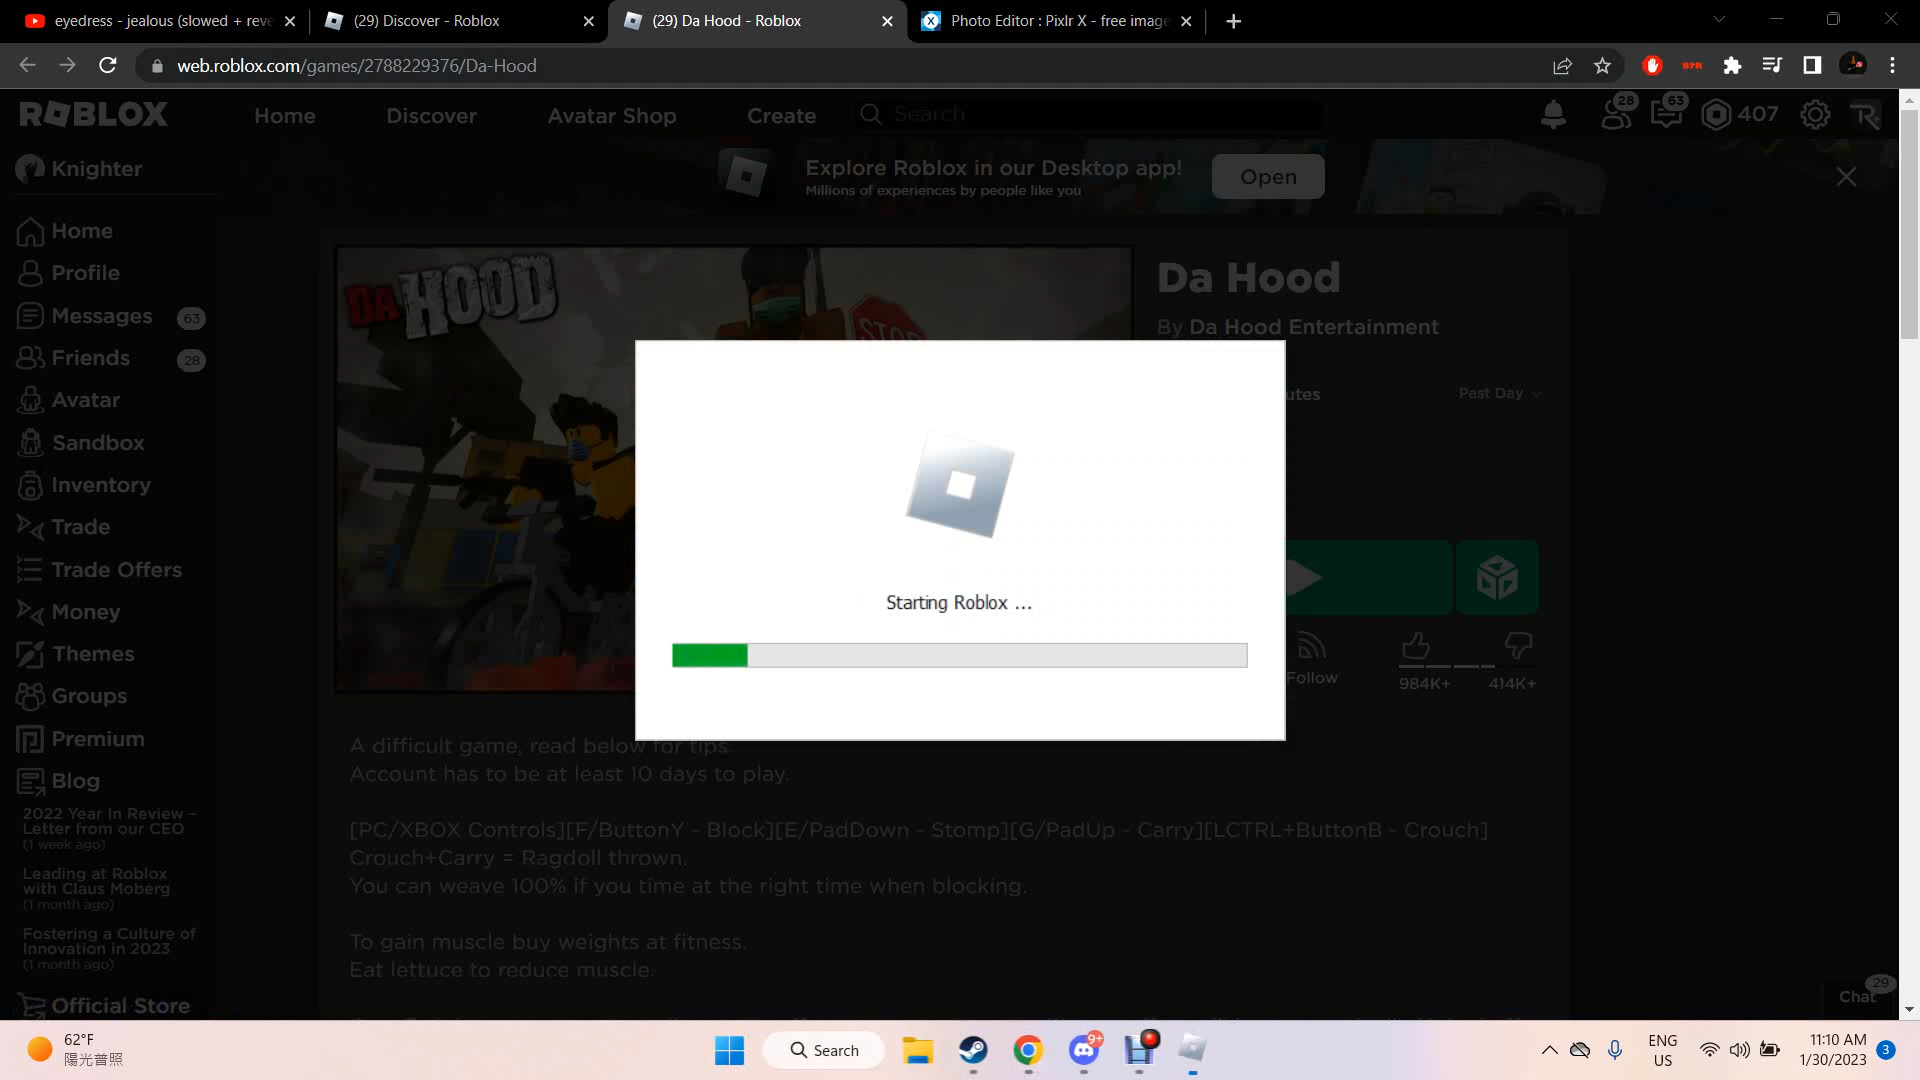 eyedress - jealous (slowed + reve
(29) Discover - Roblox
(29) Da Hood - Roblox
Photo Editor : Pixlr X - free image
web.roblox.com/games/2788229376/Da-Hood
ROBLOX
Home
Discover
Avatar Shop
Create
Search
28
63
407
Knighter
Explore Roblox in our Desktop app!
Millions of experiences by people like you
Open
Home
Profile
Messages
63
Friends
28
Avatar
Sandbox
Inventory
Trade
Trade Offers
Money
Themes
Groups
Premium
Blog
2022 Year In Review –
Letter from our CEO
(1 week ago)
Leading at Roblox
with Claus Moberg
(1 month ago)
Fostering a Culture of
Innovation in 2023
(1 month ago)
Official Store
DA HOOD
STOP
Da Hood
By Da Hood Entertainment
utes
Past Day
Starting Roblox ...
Follow
984K+
414K+
A difficult game, read below for tips.
Account has to be at least 10 days to play.
[PC/XBOX Controls][F/ButtonY - Block][E/PadDown - Stomp][G/PadUp - Carry][LCTRL+ButtonB - Crouch]
Crouch+Carry = Ragdoll thrown.
You can weave 100% if you time at the right time when blocking.
To gain muscle buy weights at fitness.
Eat lettuce to reduce muscle.
Chat
29
62°F
陽光普照
Search
9+
ENG
US
11:10 AM
1/30/2023
3